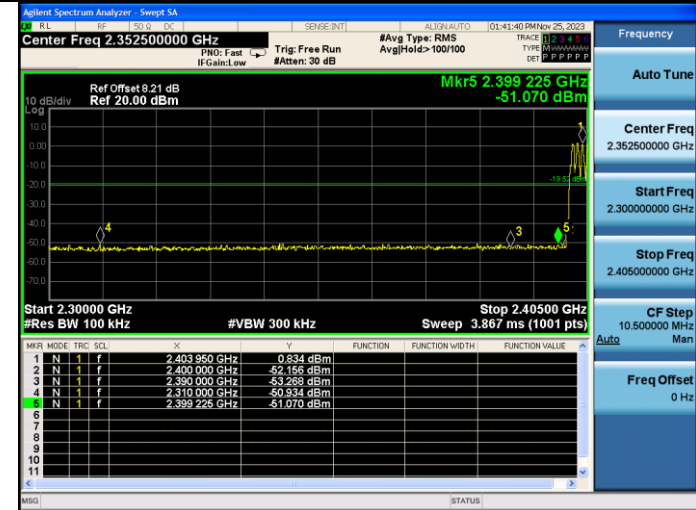 Agilent Spectrum Analyzer - Swept SA
RL RF 50 Ω DC SENSE:INT ALIGNAUTO 01:41:40 PM Nov 25, 2023
Center Freq 2.352500000 GHz
PNO: Fast
IFGain:Low
Trig: Free Run
#Atten: 30 dB
#Avg Type: RMS
Avg|Hold:> 100/100
TRACE 1 2 3 4 5 6
TYPE M
DET P P P P P P
Ref Offset 8.21 dB
Ref 20.00 dBm
10 dB/div
Log
Mkr5 2.399 225 GHz
-51.070 dBm
10.0
0.00
-10.0
-20.0
-30.0
-40.0
-50.0
-60.0
-70.0
1
-19.52 dBm
4
3
5
Start 2.30000 GHz Stop 2.40500 GHz
#Res BW 100 kHz #VBW 300 kHz Sweep 3.867 ms (1001 pts)
MKR MODE TRC SCL X Y FUNCTION FUNCTION WIDTH FUNCTION VALUE
1 N 1 f 2.403 950 GHz 0.834 dBm
2 N 1 f 2.400 000 GHz -52.156 dBm
3 N 1 f 2.390 000 GHz -53.268 dBm
4 N 1 f 2.310 000 GHz -50.934 dBm
5 N 1 f 2.399 225 GHz -51.070 dBm
6
7
8
9
10
11
MSG STATUS
Frequency
Auto Tune
Center Freq
2.352500000 GHz
Start Freq
2.300000000 GHz
Stop Freq
2.405000000 GHz
CF Step
10.500000 MHz
Auto Man
Freq Offset
0 Hz